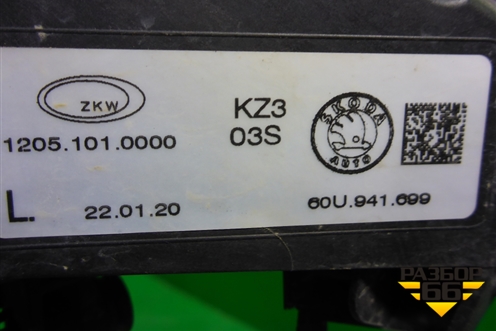 ZKW
KZ3
03S
SKODA
AUTO
1205.101.0000
L.
22.01.20
60U.941.699
РАЗБОР
66